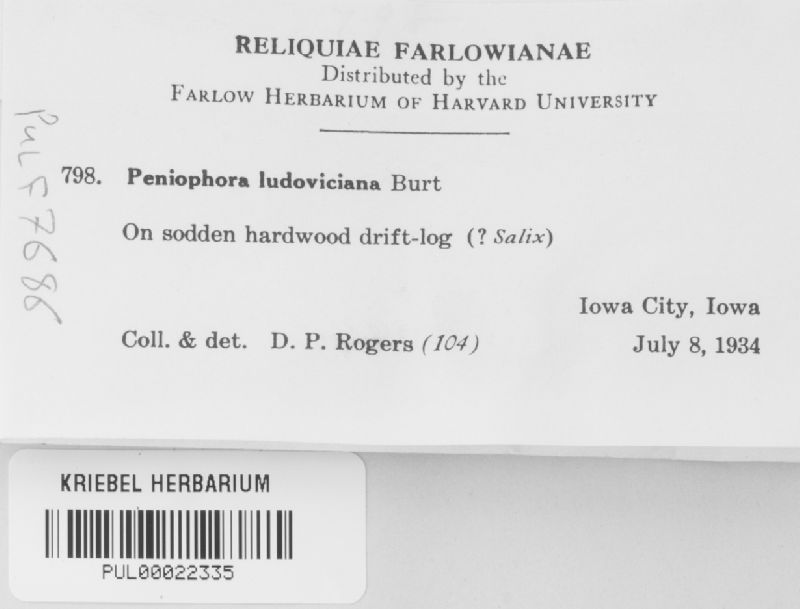 RELIQUIAE FARLOWIANAE
Distributed by the
FARLOW HERBARIUM OF HARVARD UNIVERSITY
PUL F7686
798. Peniophora ludoviciana Burt
On sodden hardwood drift-log (? Salix)
Iowa City, Iowa
Coll. & det. D. P. Rogers (104) July 8, 1934
KRIEBEL HERBARIUM
PUL00022335